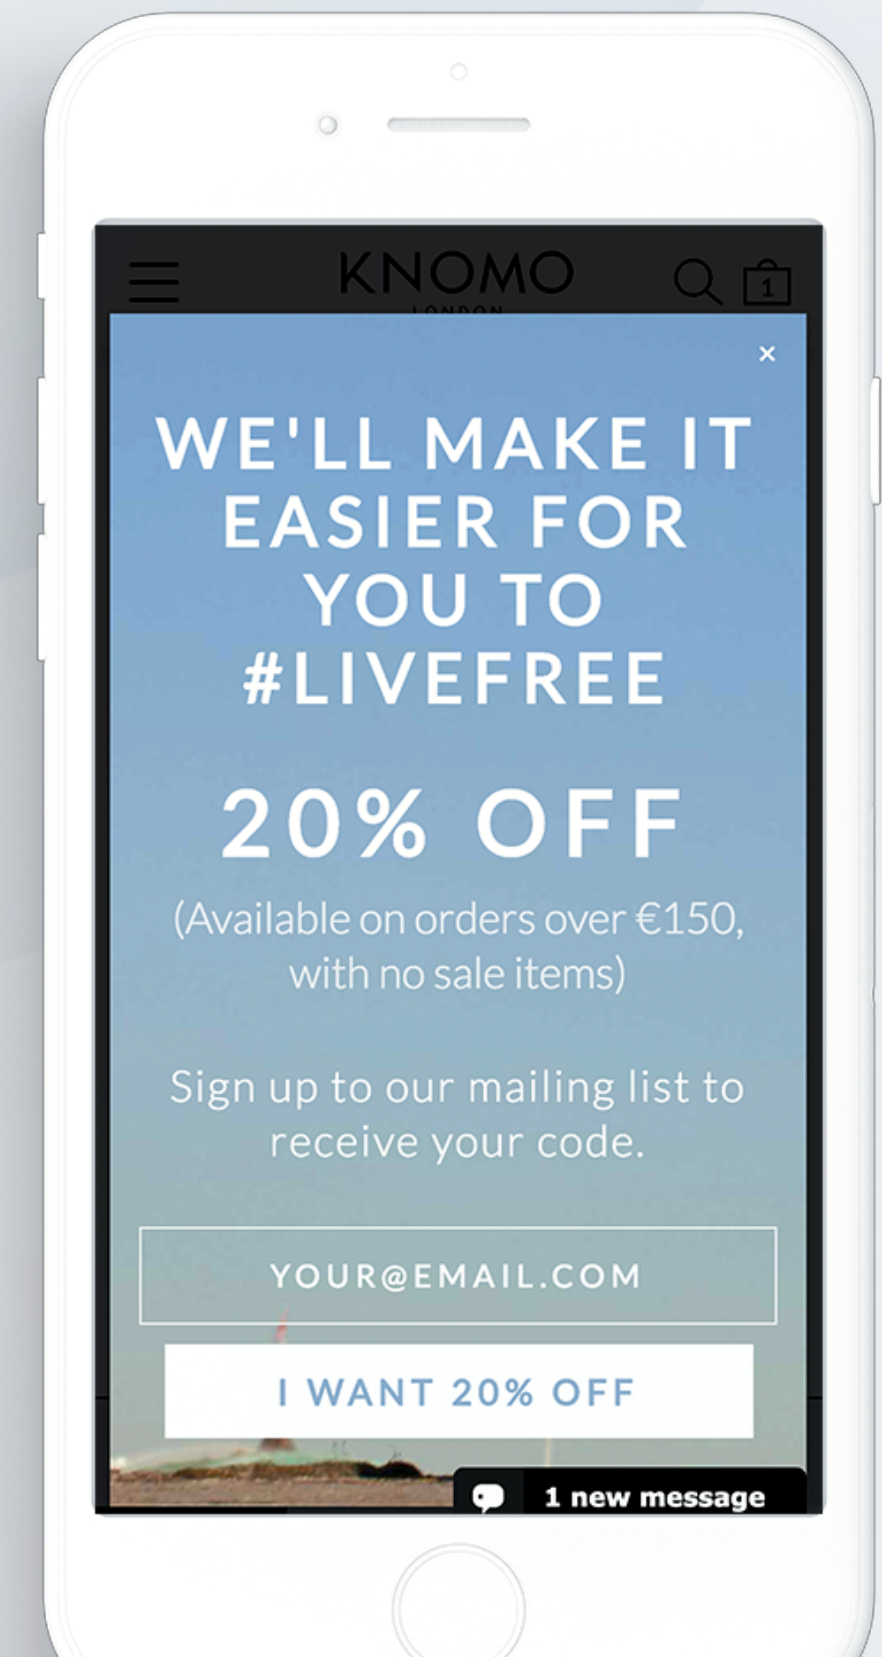 KNOMO
LONDON
1
×
WE'LL MAKE IT
EASIER FOR
YOU TO
#LIVEFREE
20% OFF
(Available on orders over €150,
with no sale items)
Sign up to our mailing list to
receive your code.
YOUR@EMAIL.COM
I WANT 20% OFF
1 new message